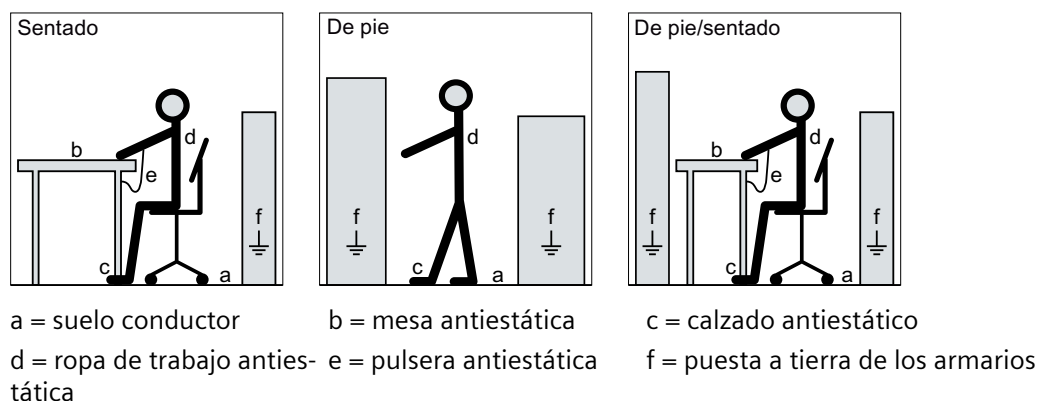 Sentado
d
b
e
f
c
a
De pie
d
f
f
c
a
De pie/sentado
d
b
e
f
f
c
a
a = suelo conductor
b = mesa antiestática
c = calzado antiestático
d = ropa de trabajo anties-
tática
e = pulsera antiestática
f = puesta a tierra de los armarios